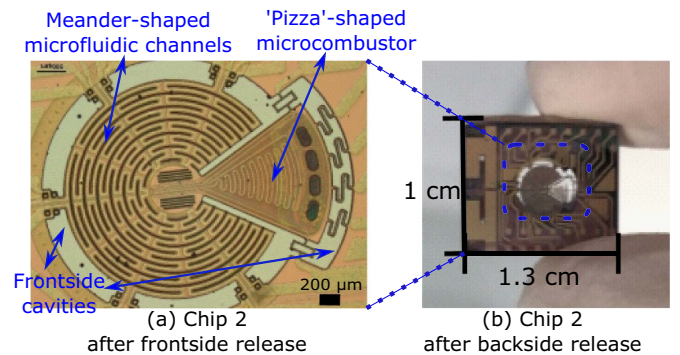 Meander-shaped
microfluidic channels
'Pizza'-shaped
microcombustor
Frontside
cavities
200 µm
(a) Chip 2
after frontside release
1 cm
1.3 cm
(b) Chip 2
after backside release